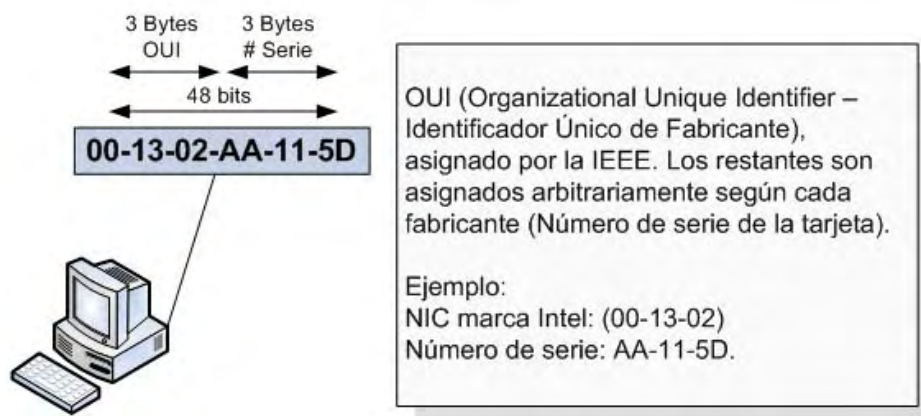 3 Bytes
OUI
3 Bytes
# Serie
48 bits
00-13-02-AA-11-5D
OUI (Organizational Unique Identifier –
Identificador Único de Fabricante),
asignado por la IEEE. Los restantes son
asignados arbitrariamente según cada
fabricante (Número de serie de la tarjeta).
Ejemplo:
NIC marca Intel: (00-13-02)
Número de serie: AA-11-5D.